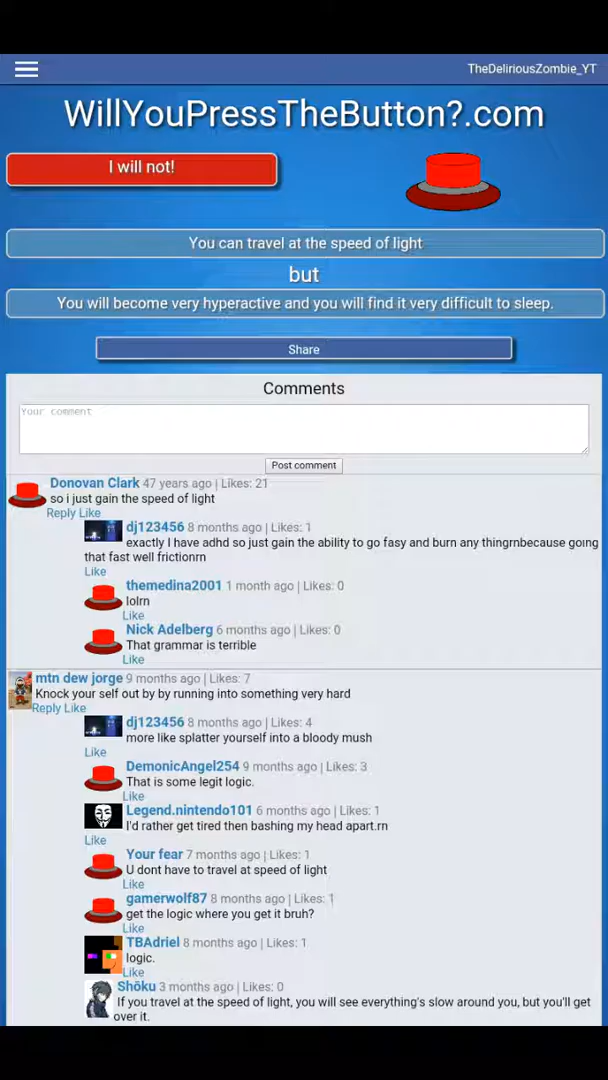 TheDeliriousZombie_YT
WillYouPressTheButton?.com
I will not!
You can travel at the speed of light
but
You will become very hyperactive and you will find it very difficult to sleep.
Share
Comments
Your comment
Post comment
Donovan Clark 47 years ago | Likes: 21
so i just gain the speed of light
Reply Like
dj123456 8 months ago | Likes: 1
exactly I have adhd so just gain the ability to go fasy and burn any thingrnbecause going
that fast well frictionrn
Like
themedina2001 1 month ago | Likes: 0
lolrn
Like
Nick Adelberg 6 months ago | Likes: 0
That grammar is terrible
Like
mtn dew jorge 9 months ago | Likes: 7
Knock your self out by by running into something very hard
Reply Like
dj123456 8 months ago | Likes: 4
more like splatter yourself into a bloody mush
Like
DemonicAngel254 9 months ago | Likes: 3
That is some legit logic.
Like
Legend.nintendo101 6 months ago | Likes: 1
I'd rather get tired then bashing my head apart.rn
Like
Your fear 7 months ago | Likes: 1
U dont have to travel at speed of light
Like
gamerwolf87 8 months ago | Likes: 1
get the logic where you get it bruh?
Like
TBAdriel 8 months ago | Likes: 1
logic.
Like
Shōku 3 months ago | Likes: 0
If you travel at the speed of light, you will see everything's slow around you, but you'll get
over it.